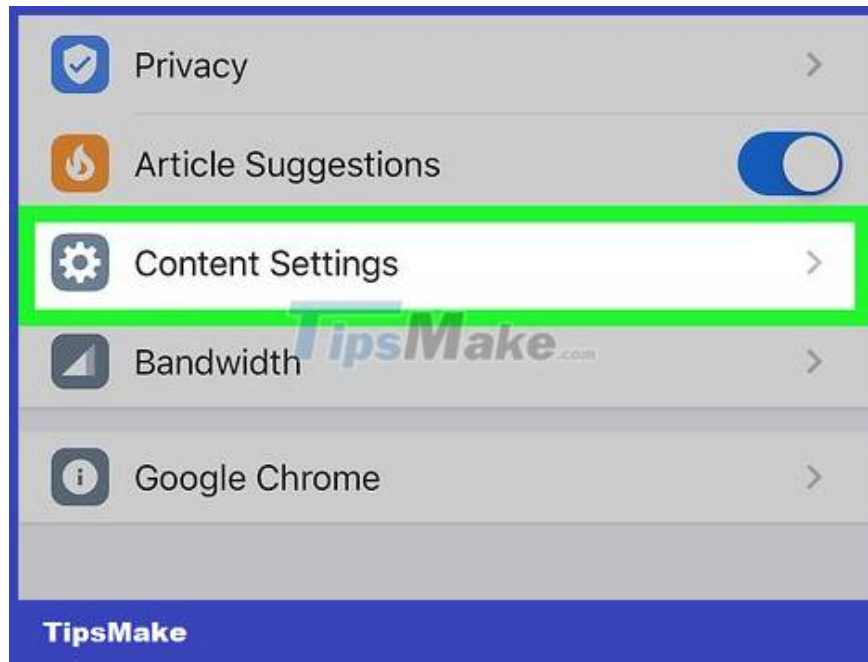 Privacy
Article Suggestions
Content Settings
TipsMake.com
Bandwidth
Google Chrome
TipsMake